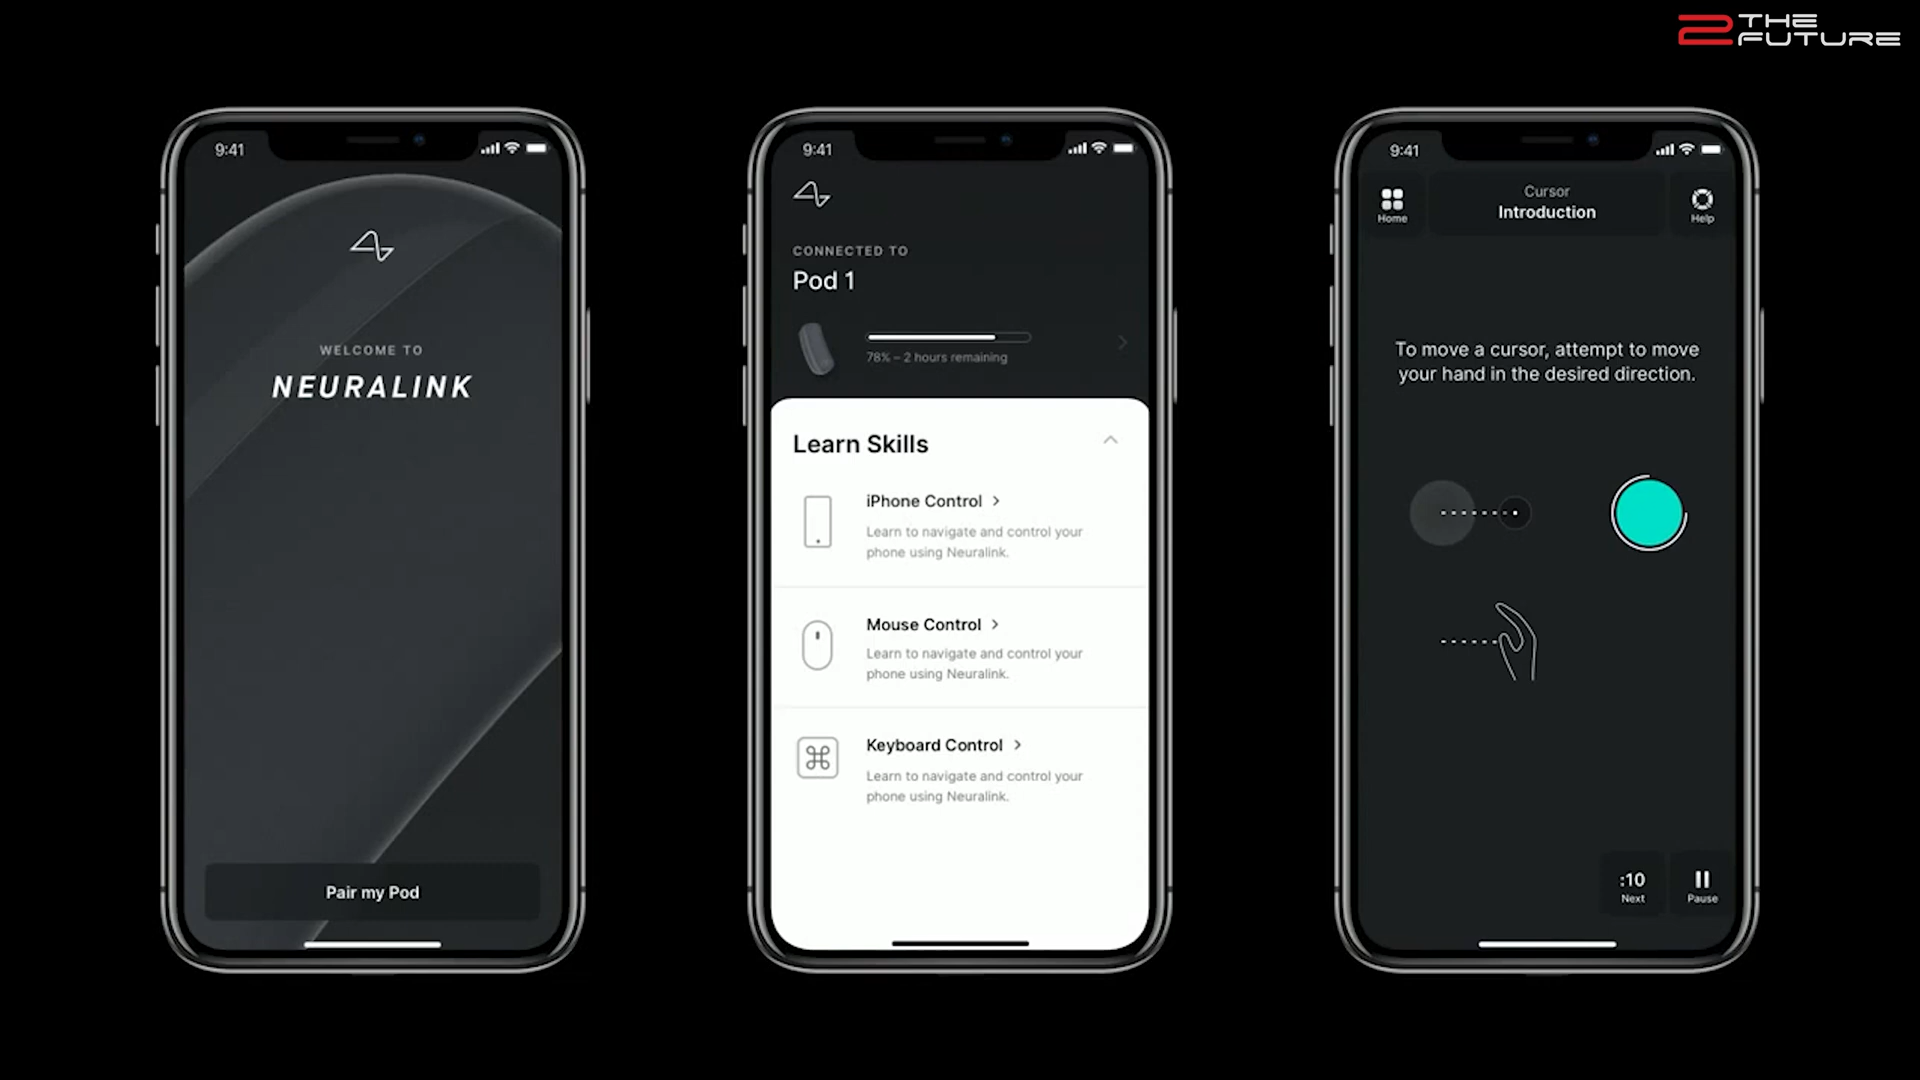 2 THE
FUTURE
9:41
WELCOME TO
NEURALINK
Pair my Pod
9:41
CONNECTED TO
Pod 1
78% – 2 hours remaining
Learn Skills
iPhone Control
Learn to navigate and control your
phone using Neuralink.
Mouse Control
Learn to navigate and control your
phone using Neuralink.
Keyboard Control
Learn to navigate and control your
phone using Neuralink.
9:41
Home
Cursor
Introduction
Help
To move a cursor, attempt to move
your hand in the desired direction.
:10
Next
Pause